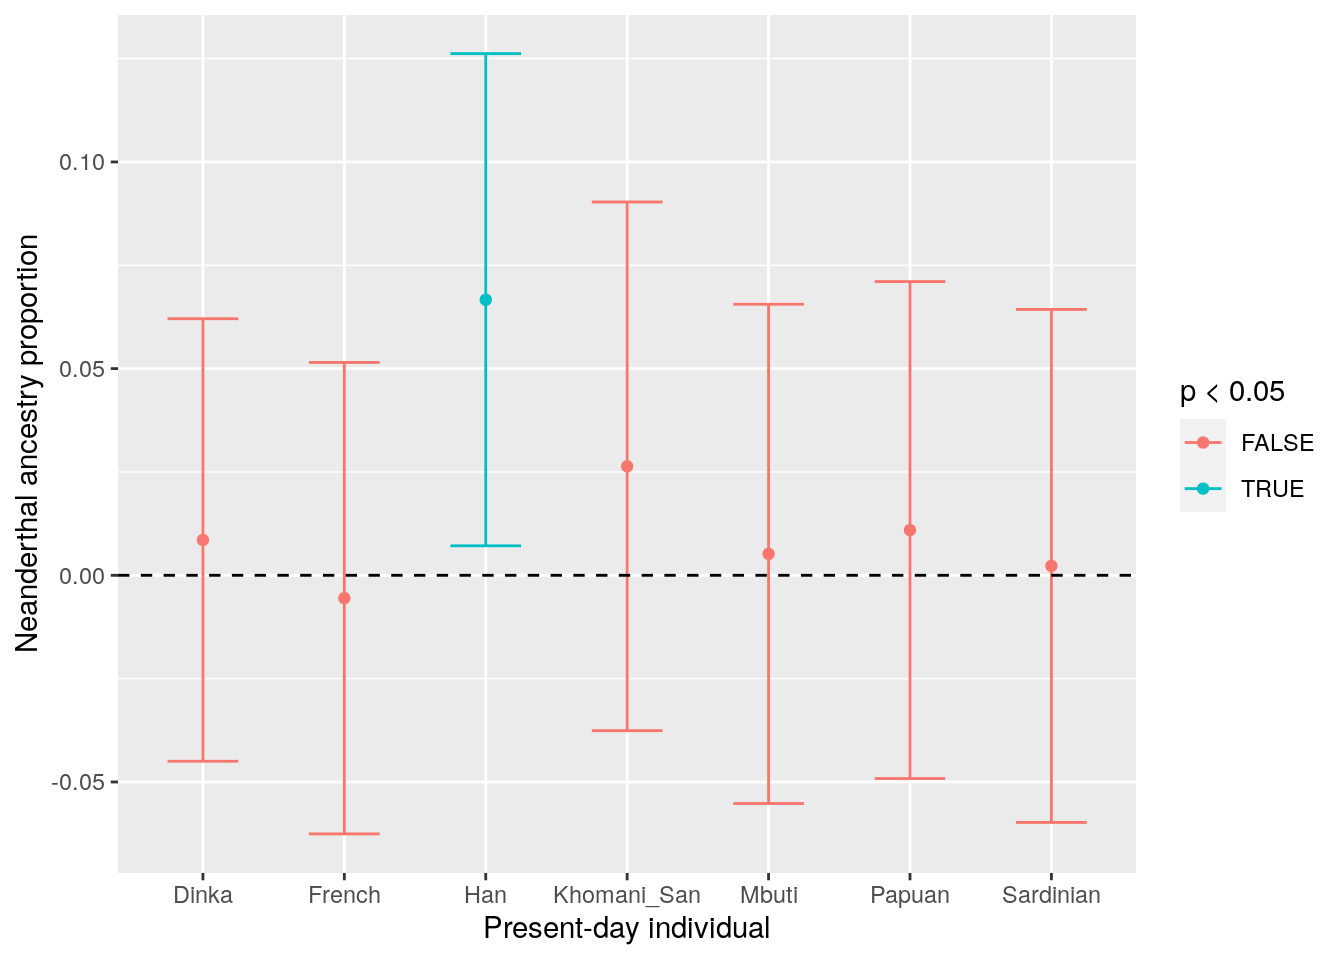 Neanderthal ancestry proportion
0.10
0.05
0.00
-0.05
Dinka French Han Khomani_San Mbuti Papuan Sardinian
Present-day individual
p < 0.05
FALSE
TRUE